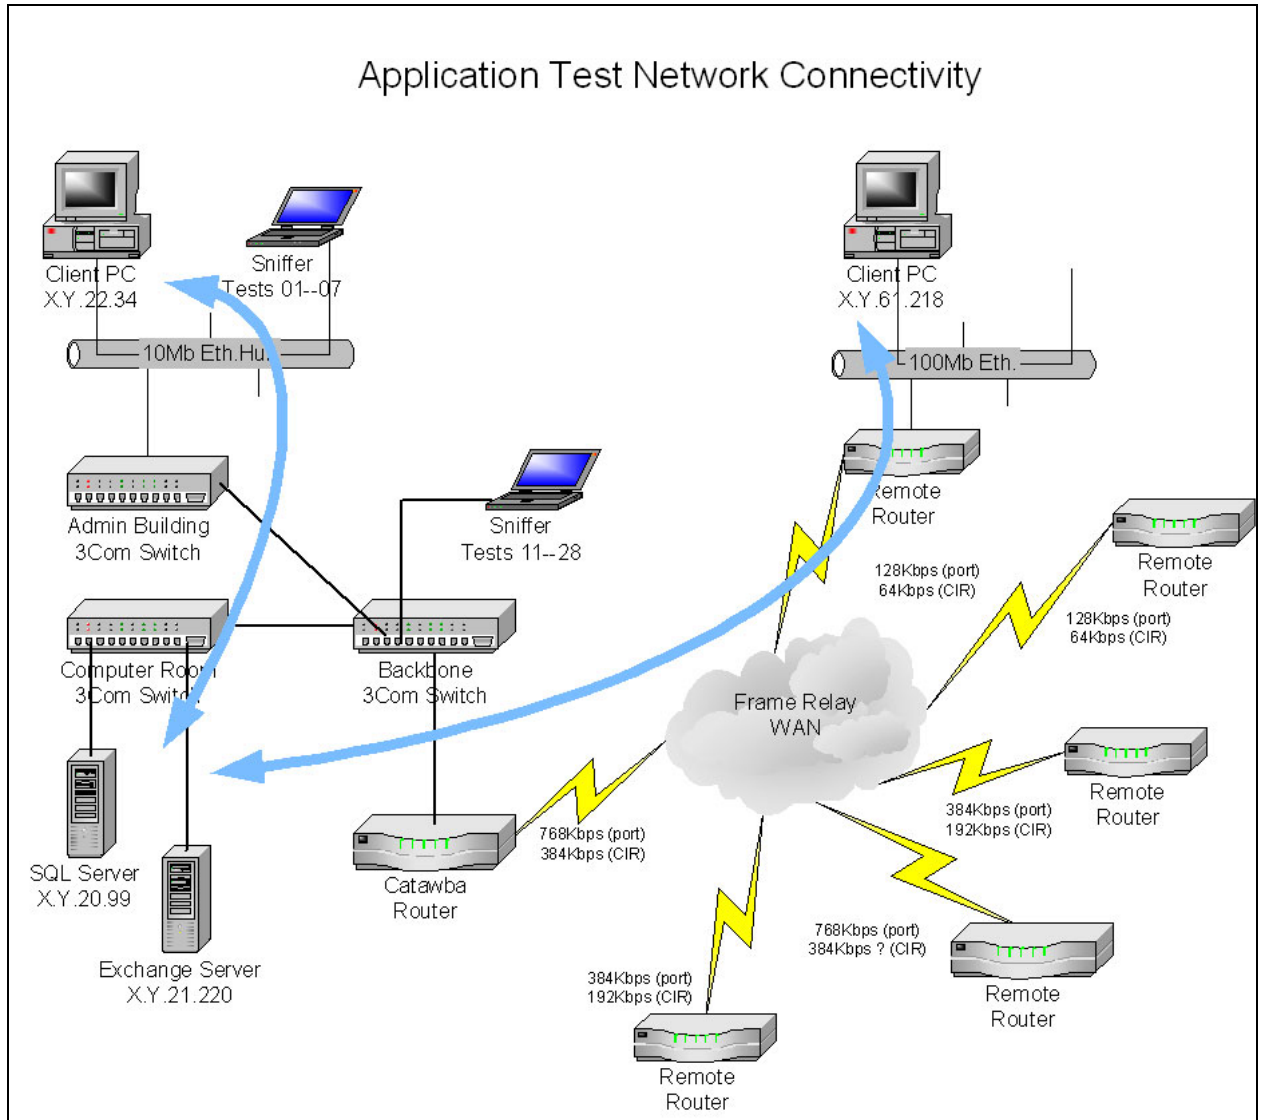 Application Test Network Connectivity
Client PC
X.Y.22.34
Sniffer
Tests 01--07
10Mb Eth.Hu
Client PC
X.Y.61.218
100Mb Eth.
Admin Building
3Com Switch
Sniffer
Tests 11--28
Remote
Router
Remote
Router
128Kbps (port)
64Kbps (CIR)
128Kbps (port)
64Kbps (CIR)
Computer Room
3Com Switch
Backbone
3Com Switch
Frame Relay
WAN
Remote
Router
384Kbps (port)
192Kbps (CIR)
768Kbps (port)
384Kbps (CIR)
SQL Server
X.Y.20.99
Catawba
Router
768Kbps (port)
384Kbps ? (CIR)
Exchange Server
X.Y.21.220
384Kbps (port)
192Kbps (CIR)
Remote
Router
Remote
Router